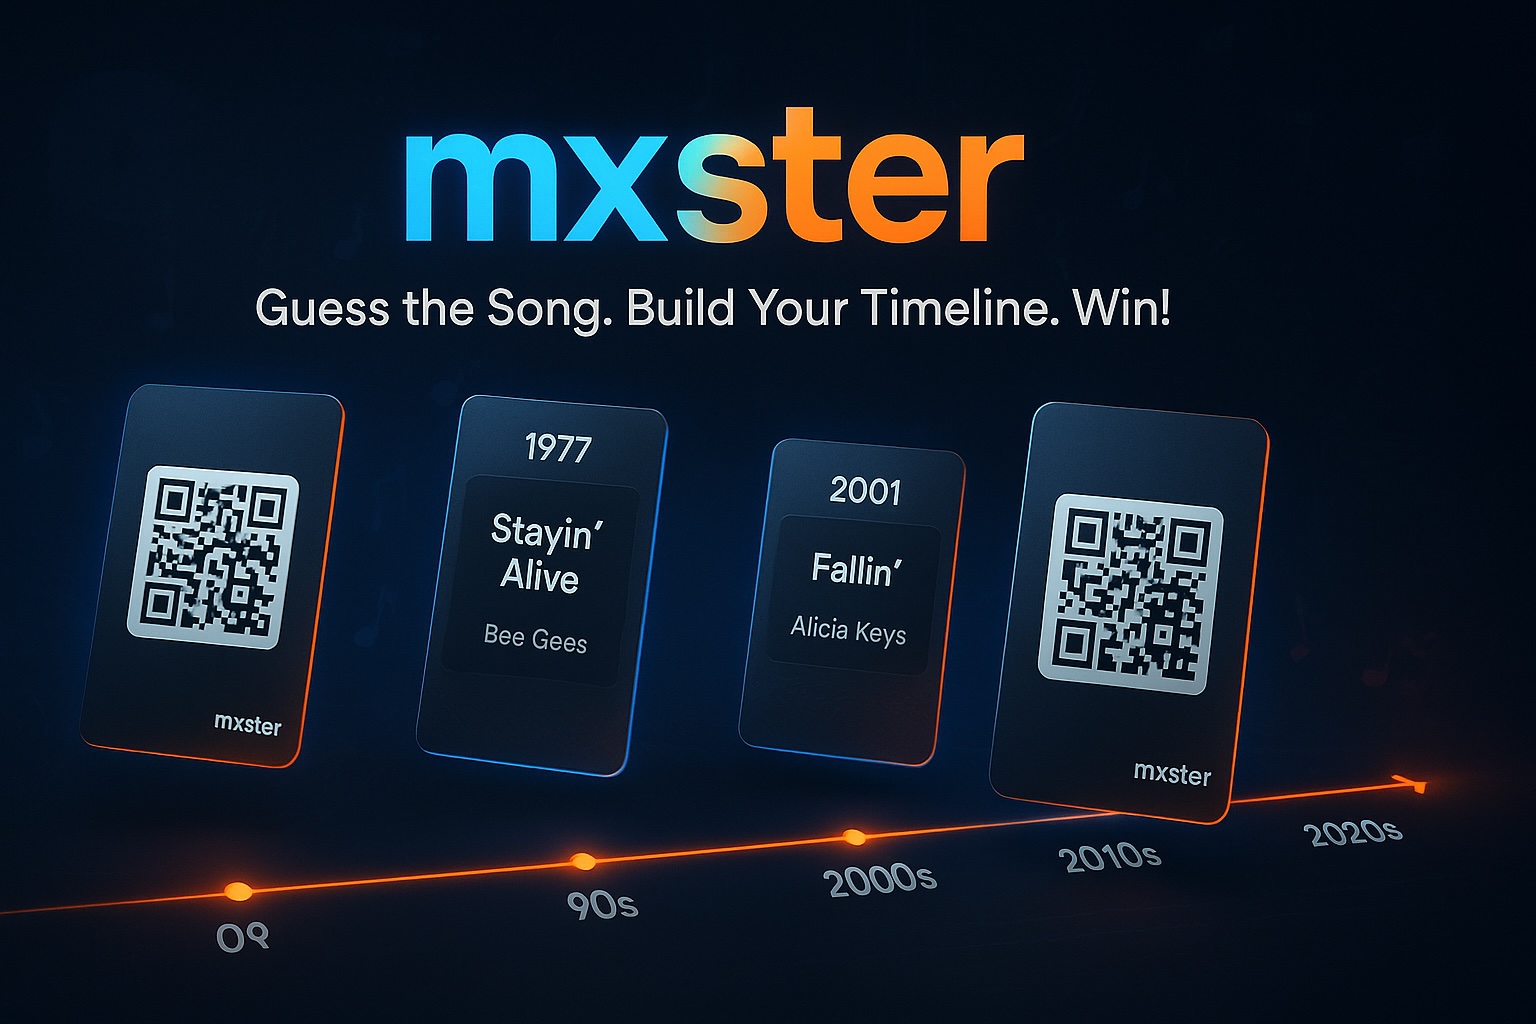 mxster
Guess the Song. Build Your Timeline. Win!
1977
Stayin’
Alive
Bee Gees
2001
Fallin’
Alicia Keys
mxster
mxster
90s
2000s
2010s
2020s